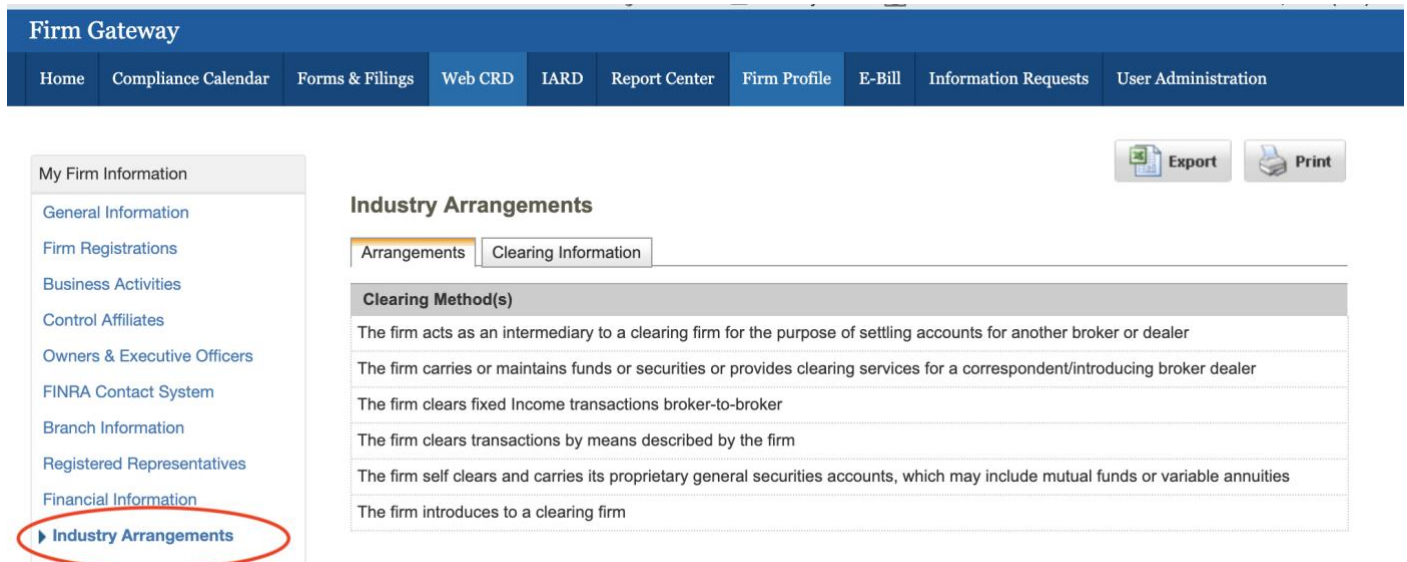 Firm Gateway
Home Compliance Calendar Forms & Filings Web CRD IARD Report Center Firm Profile E-Bill Information Requests User Administration
Export Print
My Firm Information
General Information
Firm Registrations
Business Activities
Control Affiliates
Owners & Executive Officers
FINRA Contact System
Branch Information
Registered Representatives
Financial Information
Industry Arrangements
Industry Arrangements
Arrangements Clearing Information
Clearing Method(s)
The firm acts as an intermediary to a clearing firm for the purpose of settling accounts for another broker or dealer
The firm carries or maintains funds or securities or provides clearing services for a correspondent/introducing broker dealer
The firm clears fixed Income transactions broker-to-broker
The firm clears transactions by means described by the firm
The firm self clears and carries its proprietary general securities accounts, which may include mutual funds or variable annuities
The firm introduces to a clearing firm